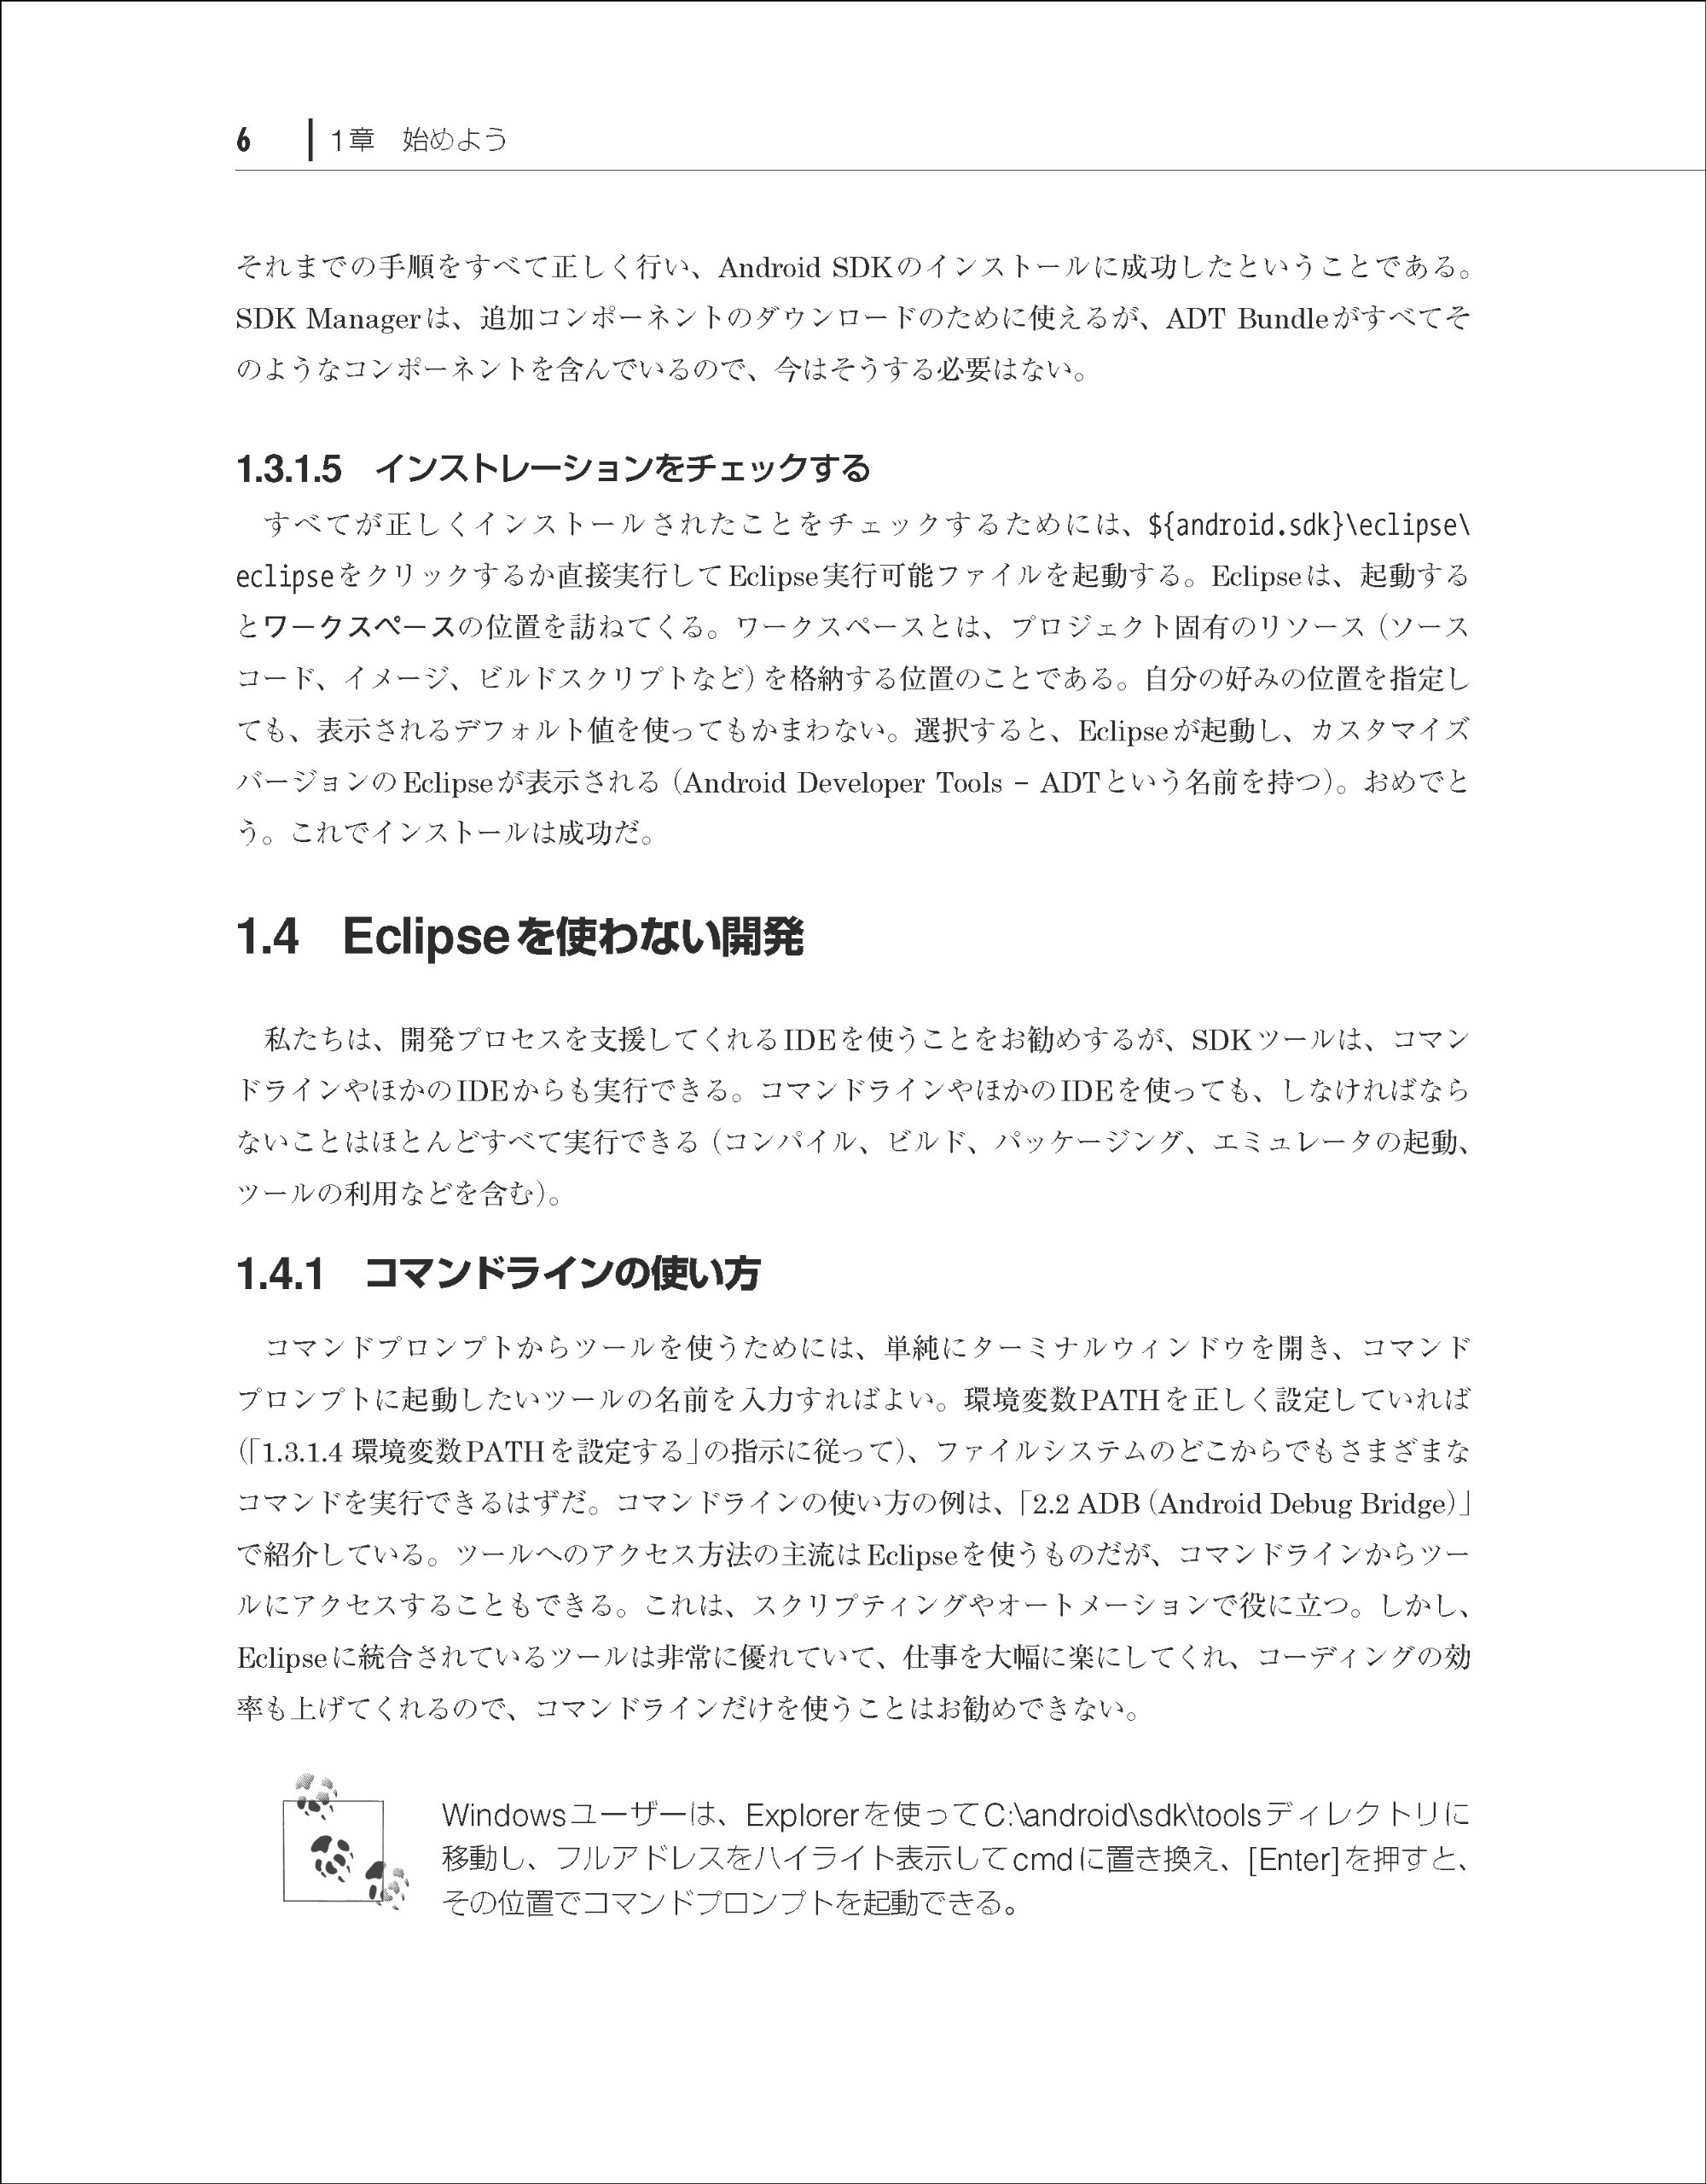 6 1章 始めよう
それまでの手順をすべて正しく行い、Android SDKのインストールに成功したということである。
SDK Managerは、追加コンポーネントのダウンロードのために使えるが、ADT Bundleがすべてそ
のようなコンポーネントを含んでいるので、今はそうする必要はない。
1.3.1.5 インストレーションをチェックする
すべてが正しくインストールされたことをチェックするためには、${android.sdk}\eclipse\
eclipseをクリックするか直接実行してEclipse実行可能ファイルを起動する。Eclipseは、起動する
とワークスペースの位置を訪ねてくる。ワークスペースとは、プロジェクト固有のリソース（ソース
コード、イメージ、ビルドスクリプトなど）を格納する位置のことである。自分の好みの位置を指定し
ても、表示されるデフォルト値を使ってもかまわない。選択すると、Eclipseが起動し、カスタマイズ
バージョンのEclipseが表示される（Android Developer Tools – ADTという名前を持つ）。おめでと
う。これでインストールは成功だ。
1.4 Eclipseを使わない開発
私たちは、開発プロセスを支援してくれるIDEを使うことをお勧めするが、SDKツールは、コマン
ドラインやほかのIDEからも実行できる。コマンドラインやほかのIDEを使っても、しなければなら
ないことはほとんどすべて実行できる（コンパイル、ビルド、パッケージング、エミュレータの起動、
ツールの利用などを含む）。
1.4.1 コマンドラインの使い方
コマンドプロンプトからツールを使うためには、単純にターミナルウィンドウを開き、コマンド
プロンプトに起動したいツールの名前を入力すればよい。環境変数PATHを正しく設定していれば
（「1.3.1.4 環境変数PATHを設定する」の指示に従って）、ファイルシステムのどこからでもさまざまな
コマンドを実行できるはずだ。コマンドラインの使い方の例は、「2.2 ADB（Android Debug Bridge）」
で紹介している。ツールへのアクセス方法の主流はEclipseを使うものだが、コマンドラインからツー
ルにアクセスすることもできる。これは、スクリプティングやオートメーションで役に立つ。しかし、
Eclipseに統合されているツールは非常に優れていて、仕事を大幅に楽にしてくれ、コーディングの効
率も上げてくれるので、コマンドラインだけを使うことはお勧めできない。
Windowsユーザーは、Explorerを使ってC:\android\sdk\toolsディレクトリに
移動し、フルアドレスをハイライト表示してcmdに置き換え、[Enter]を押すと、
その位置でコマンドプロンプトを起動できる。